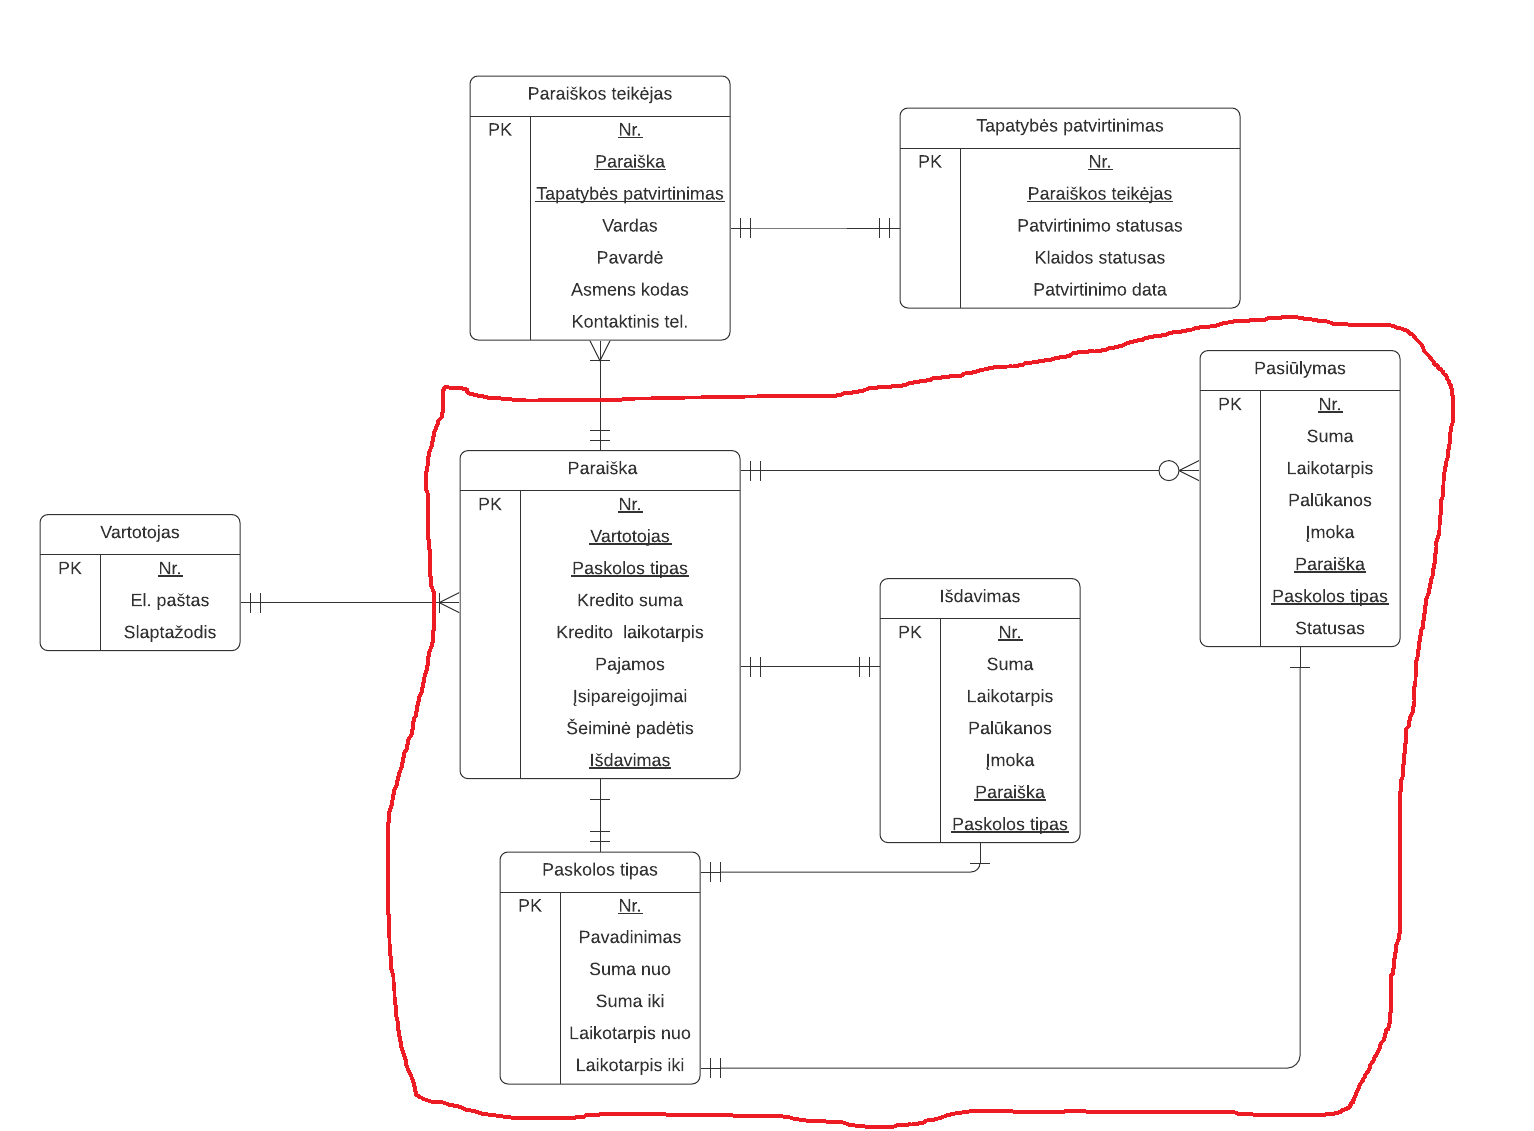 Paraiškos teikėjas
PK
Nr.
Paraiška
Tapatybės patvirtinimas
Vardas
Pavardė
Asmens kodas
Kontaktinis tel.
Tapatybės patvirtinimas
PK
Nr.
Paraiškos teikėjas
Patvirtinimo statusas
Klaidos statusas
Patvirtinimo data
Pasiūlymas
PK
Nr.
Suma
Laikotarpis
Palūkanos
Įmoka
Paraiška
Paskolos tipas
Statusas
Paraiška
PK
Nr.
Vartotojas
Paskolos tipas
Kredito suma
Kredito  laikotarpis
Pajamos
Įsipareigojimai
Šeiminė padėtis
Išdavimas
Vartotojas
PK
Nr.
El. paštas
Slaptažodis
Išdavimas
PK
Nr.
Suma
Laikotarpis
Palūkanos
Įmoka
Paraiška
Paskolos tipas
Paskolos tipas
PK
Nr.
Pavadinimas
Suma nuo
Suma iki
Laikotarpis nuo
Laikotarpis iki